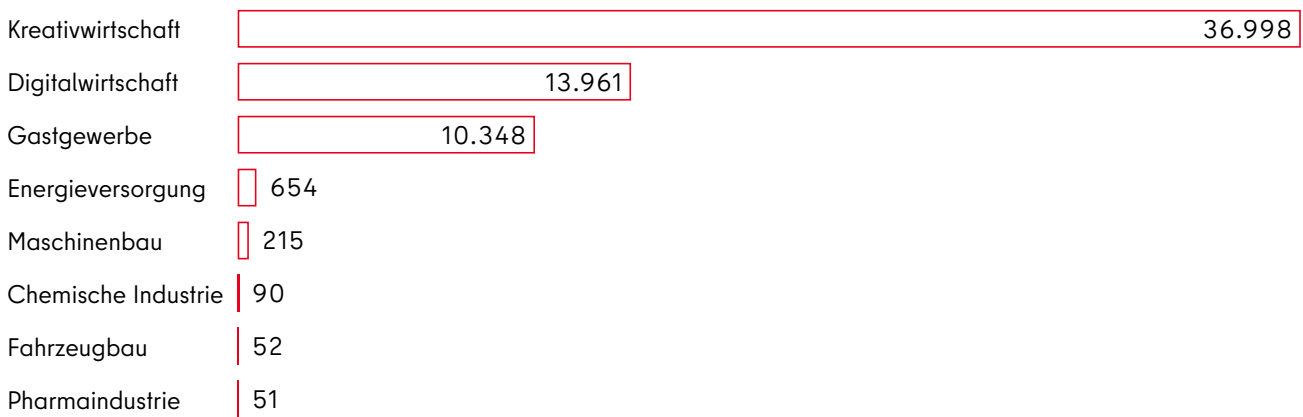 Kreativwirtschaft 36.998
Digitalwirtschaft 13.961
Gastgewerbe 10.348
Energieversorgung 654
Maschinenbau 215
Chemische Industrie 90
Fahrzeugbau 52
Pharmaindustrie 51